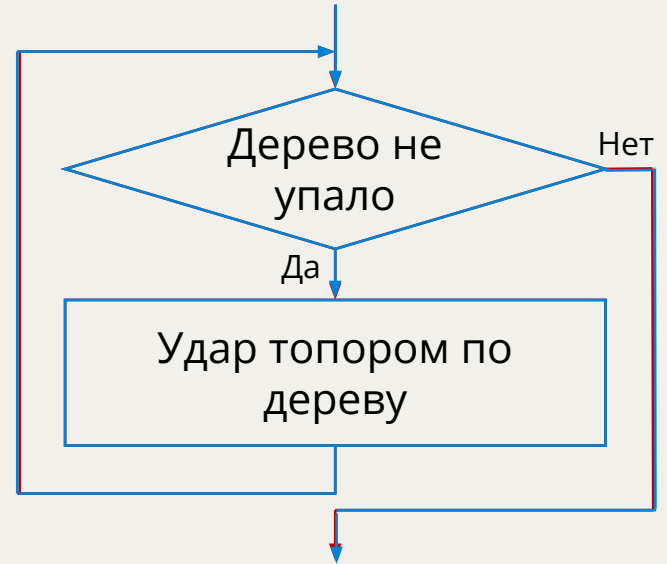 Дерево не
упало
Нет
Да
Удар топором по
дереву